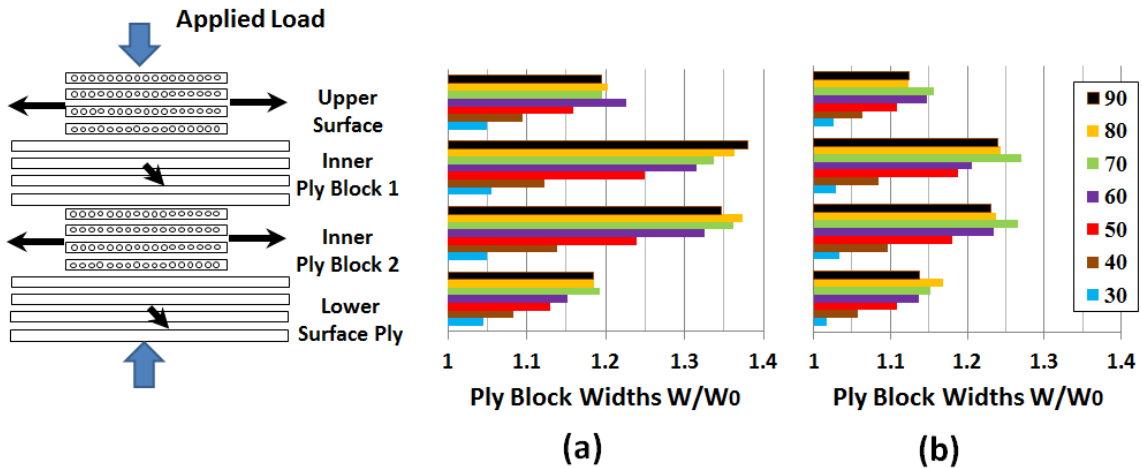 Applied Load
Upper
Surface
Inner
Ply Block 1
Inner
Ply Block 2
Lower
Surface Ply
1 1.1 1.2 1.3 1.4
Ply Block Widths W/W0
(a)
1 1.1 1.2 1.3 1.4
Ply Block Widths W/W0
(b)
90
80
70
60
50
40
30